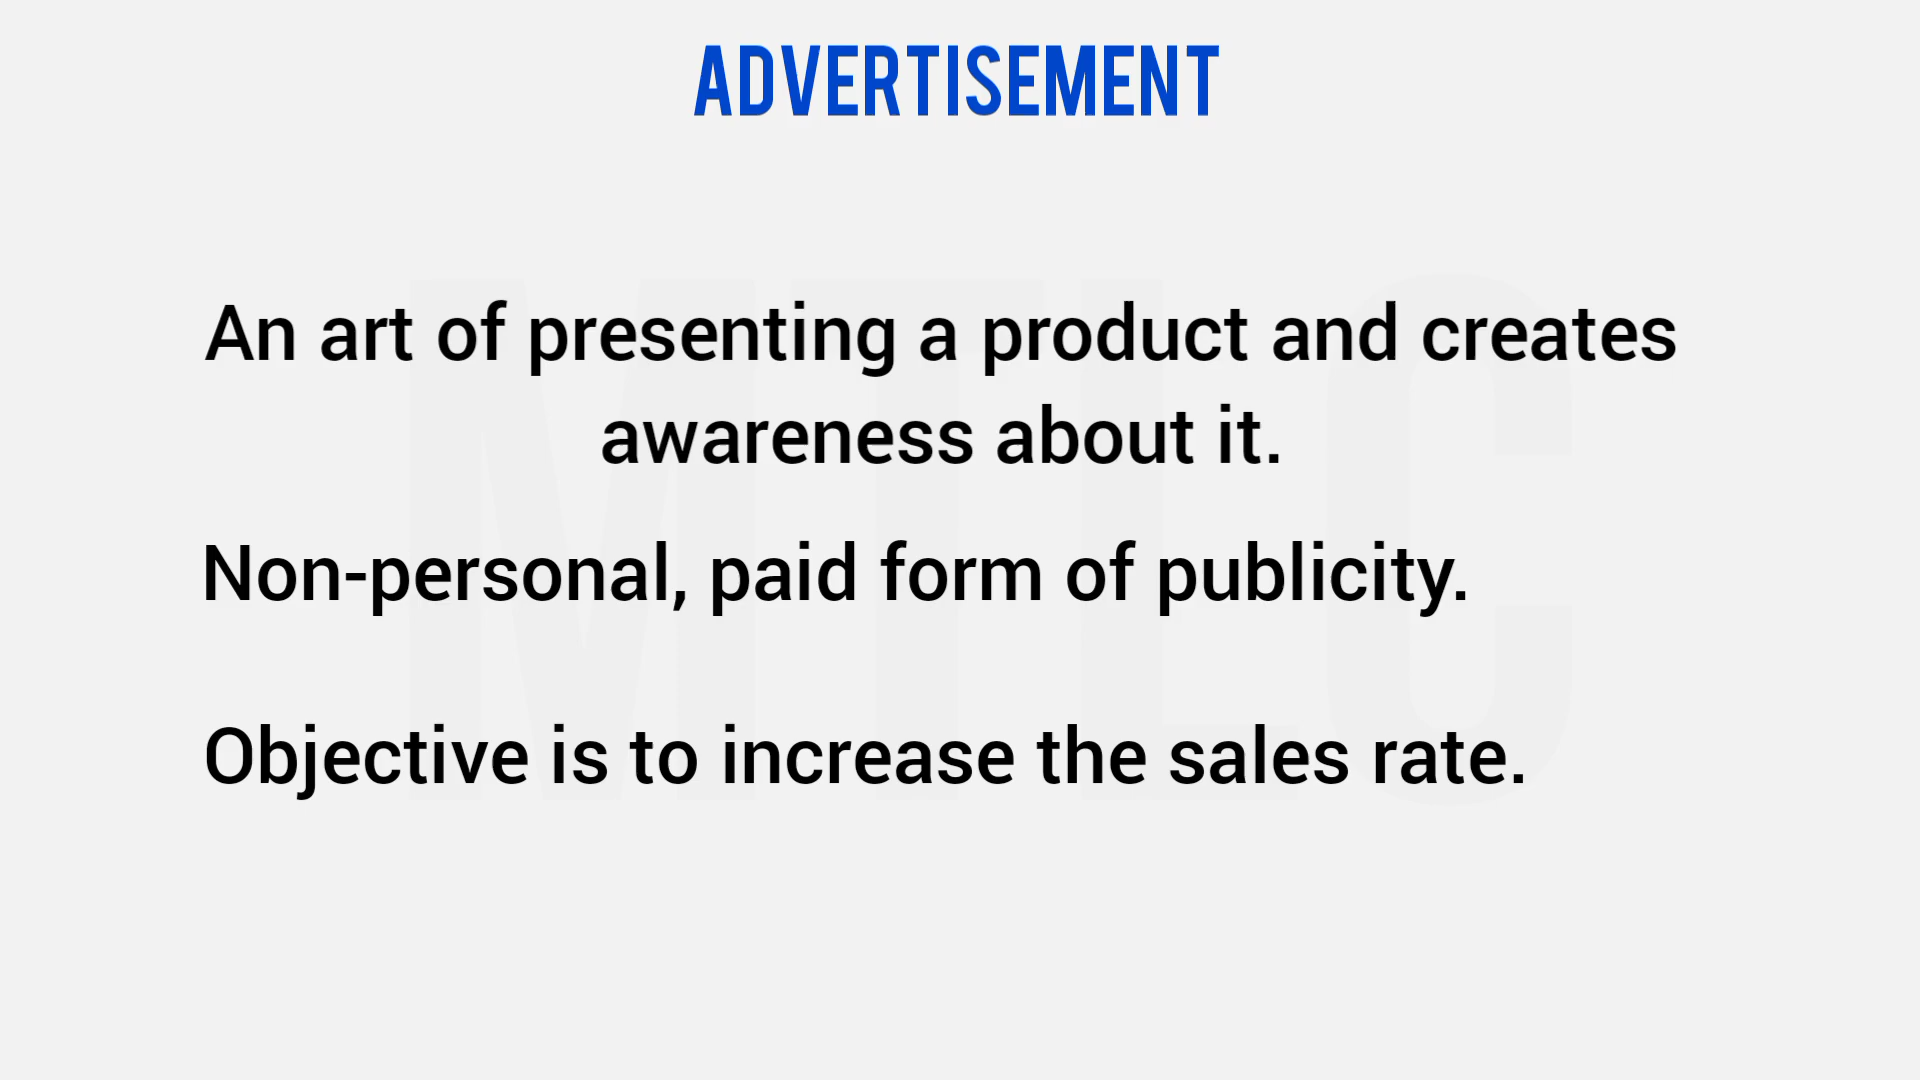 ADVERTISEMENT
An art of presenting a product and creates
awareness about it.
Non-personal, paid form of publicity.
Objective is to increase the sales rate.
MTLC